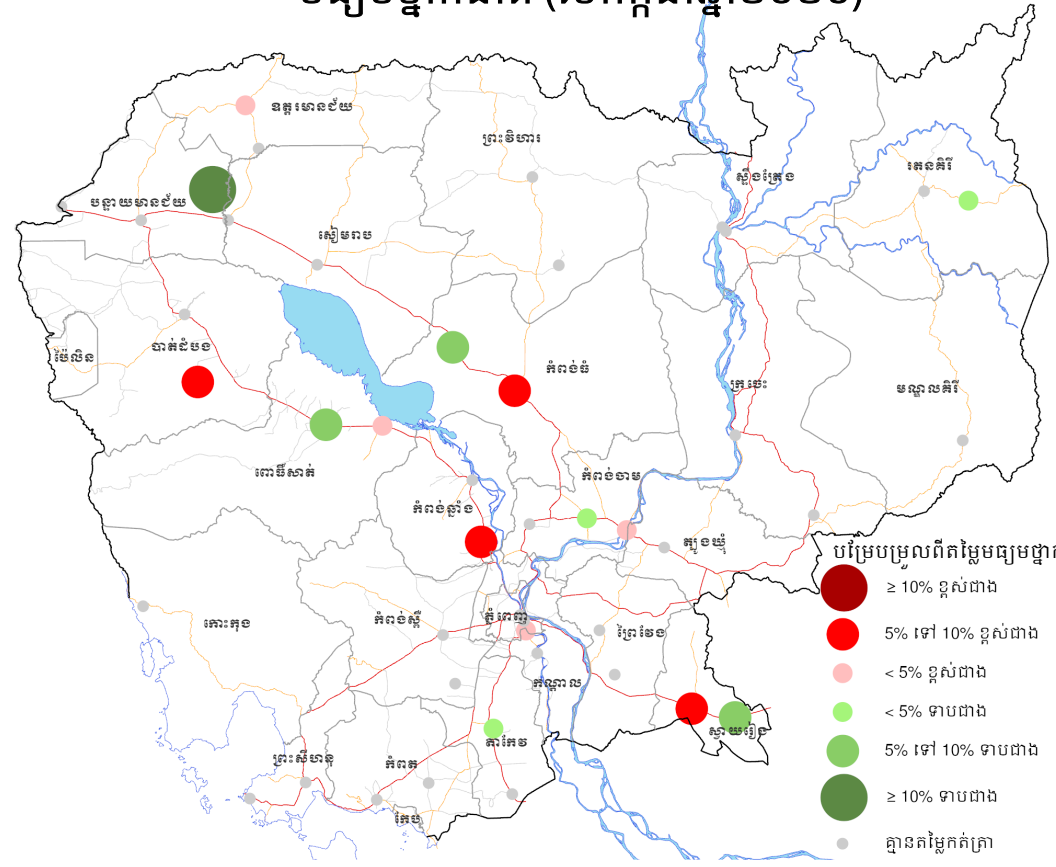 ឧត្តរមានជ័យ
ព្រះវិហារ
រតនគិរី
ស្ទឹងត្រែង
បន្ទាយមានជ័យ
សៀមរាប
បាត់ដំបង
ប៉ៃលិន
កំពង់ធំ
ក្រចេះ
មណ្ឌលគិរី
ពោធិ៍សាត់
កំពង់ចាម
កំពង់ឆ្នាំង
ត្បូងឃ្មុំ
កោះកុង
កំពង់ស្ពឺ
ភ្នំពេញ
ព្រៃវែង
កណ្តាល
ស្វាយរៀង
តាកែវ
ព្រះសីហនុ
កំពត
កែប
បម្រែបម្រួលពីតម្លៃមធ្យមថ្នាក់
≥ 10% ខ្ពស់ជាង
5% ទៅ 10% ខ្ពស់ជាង
< 5% ខ្ពស់ជាង
< 5% ទាបជាង
5% ទៅ 10% ទាបជាង
≥ 10% ទាបជាង
គ្មានតម្លៃកត់ត្រា